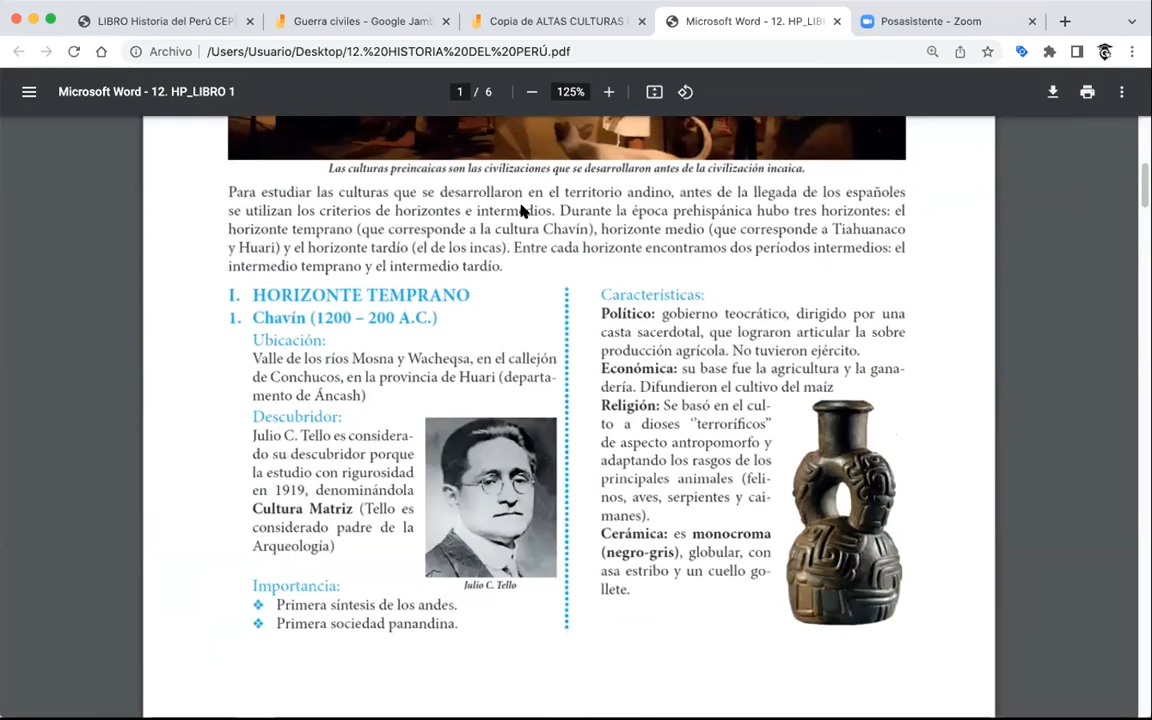 LIBRO Historia del Perú CEP
Guerra civiles – Google Jamb
Copia de ALTAS CULTURAS
Microsoft Word - 12. HP_LIBR
Posasistente - Zoom
Archivo
/Users/Usuario/Desktop/12.%20HISTORIA%20DEL%20PERÚ.pdf
Microsoft Word - 12. HP_LIBRO 1
1 / 6
125%
Las culturas preincaicas son las civilizaciones que se desarrollaron antes de la civilización incaica.
Para estudiar las culturas que se desarrollaron en el territorio andino, antes de la llegada de los españoles
se utilizan los criterios de horizontes e intermedios. Durante la época prehispánica hubo tres horizontes: el
horizonte temprano (que corresponde a la cultura Chavín), horizonte medio (que corresponde a Tiahuanaco
y Huari) y el horizonte tardío (el de los incas). Entre cada horizonte encontramos dos períodos intermedios: el
intermedio temprano y el intermedio tardío.
I. HORIZONTE TEMPRANO
1. Chavín (1200 – 200 A.C.)
Ubicación:
Valle de los ríos Mosna y Wacheqsa, en el callejón
de Conchucos, en la provincia de Huari (departa-
mento de Áncash)
Descubridor:
Julio C. Tello es considera-
do su descubridor porque
la estudio con rigurosidad
en 1919, denominándola
Cultura Matriz (Tello es
considerado padre de la
Arqueología)
Julio C. Tello
Importancia:
❖ Primera síntesis de los andes.
❖ Primera sociedad panandina.
Características:
Político: gobierno teocrático, dirigido por una
casta sacerdotal, que lograron articular la sobre
producción agrícola. No tuvieron ejército.
Económica: su base fue la agricultura y la gana-
dería. Difundieron el cultivo del maíz
Religión: Se basó en el cul-
to a dioses "terroríficos"
de aspecto antropomorfo y
adaptando los rasgos de los
principales animales (feli-
nos, aves, serpientes y cai-
manes).
Cerámica: es monocroma
(negro-gris), globular, con
asa estribo y un cuello go-
llete.